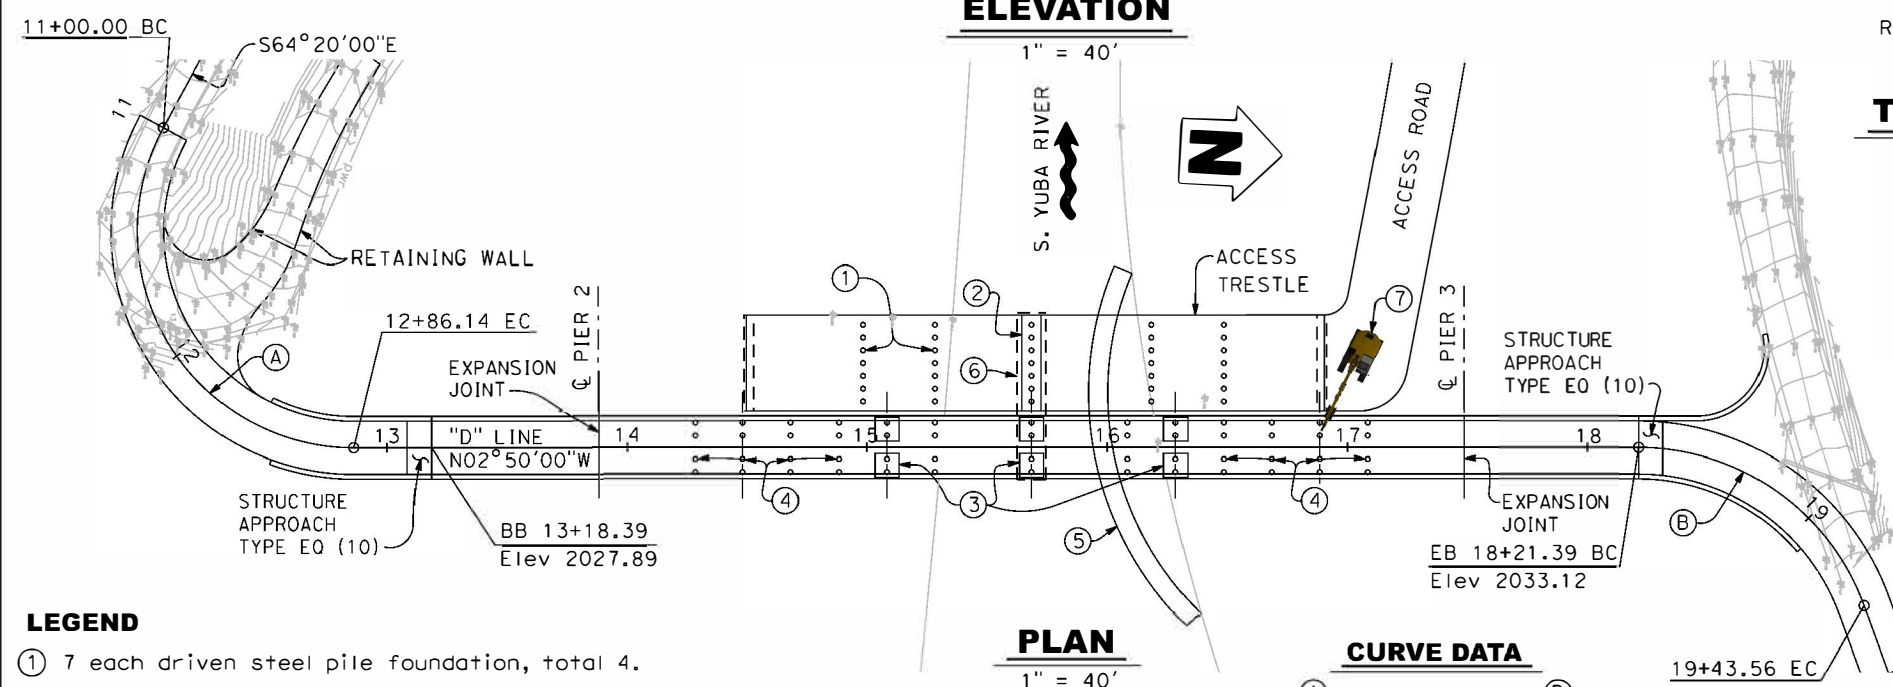 ELEVATION
1" = 40'
11+00.00 BC
S64°20'00"E
R
T
11
pwr
S. YUBA RIVER
N
ACCESS ROAD
RETAINING WALL
ACCESS
TRESTLE
1
2
7
℄ PIER 2
℄ PIER 3
12+86.14 EC
12
A
EXPANSION
JOINT
6
STRUCTURE
APPROACH
TYPE EQ (10)
13
"D" LINE
N02°50'00"W
14
15
16
17
18
4
3
4
5
B
19
STRUCTURE
APPROACH
TYPE EQ (10)
BB 13+18.39
Elev 2027.89
EXPANSION
JOINT
EB 18+21.39 BC
Elev 2033.12
LEGEND
1 7 each driven steel pile foundation, total 4.
PLAN
1" = 40'
CURVE DATA
19+43.56 EC